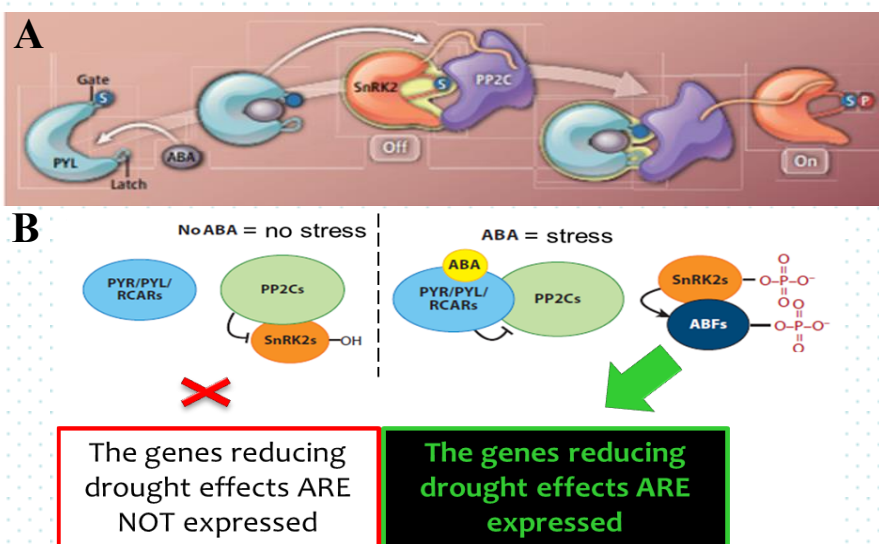 A
Gate
S
PYL
ABA
Latch
SnRK2
S
PP2C
Off
S P
On
B
No ABA = no stress
PYR/PYL/
RCARs
PP2Cs
SnRK2s
OH
ABA = stress
ABA
PYR/PYL/
RCARs
PP2Cs
SnRK2s
O
O–P–O⁻
O
ABFs
O
O–P–O⁻
O
The genes reducing
drought effects ARE
NOT expressed
The genes reducing
drought effects ARE
expressed